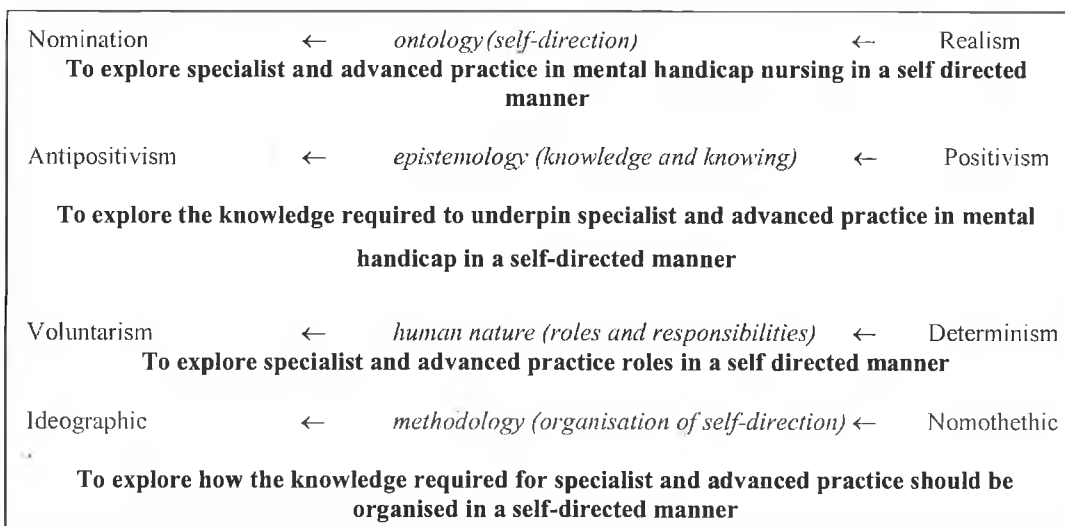 Nomination ← ontology (self-direction) ← Realism
To explore specialist and advanced practice in mental handicap nursing in a self directed
manner
Antipositivism ← epistemology (knowledge and knowing) ← Positivism
To explore the knowledge required to underpin specialist and advanced practice in mental
handicap in a self-directed manner
Voluntarism ← human nature (roles and responsibilities) ← Determinism
To explore specialist and advanced practice roles in a self directed manner
Ideographic ← methodology (organisation of self-direction) ← Nomothethic
To explore how the knowledge required for specialist and advanced practice should be
organised in a self-directed manner